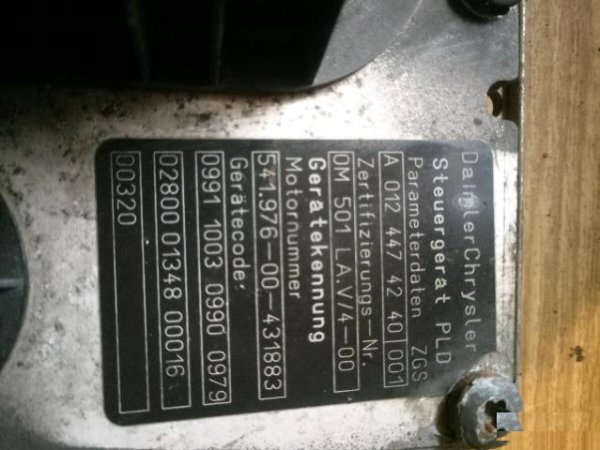 DaimlerChrysler
Steuergerät PLD
Parameterdaten ZGS
A 012 447 42 40 001
Zertifizierungs-Nr.
OM 501 LA.V/4-00
Gerätekennung
Motornummer
541.976-00-431883
Gerätecode:
0991 1003 0990 0979
02800 01348 00016
00320